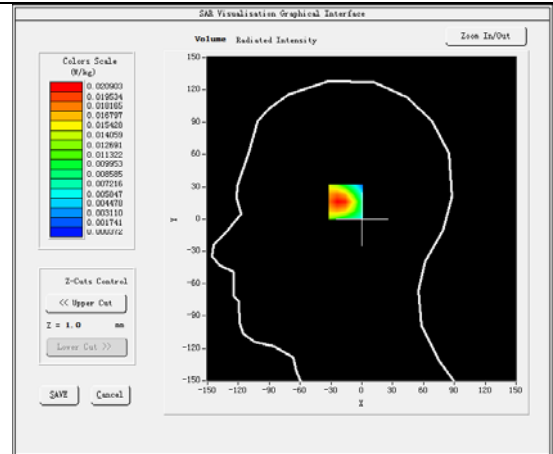 SAR Visualisation Graphical Interface
Volume Radiated Intensity
Zoom In/Out
Colors Scale
(W/kg)
0.020903
0.019534
0.018165
0.016797
0.015428
0.014059
0.012691
0.011322
0.009953
0.008585
0.007216
0.005847
0.004478
0.003110
0.001741
0.000372
Z-Cuts Control
<< Upper Cut
Z = 1.0 mm
Lower Cut >>
SAVE Cancel
150
120
90
60
30
0
-30
-60
-90
-120
-150
Y
-150 -120 -90 -60 -30 0 30 60 90 120 150
X